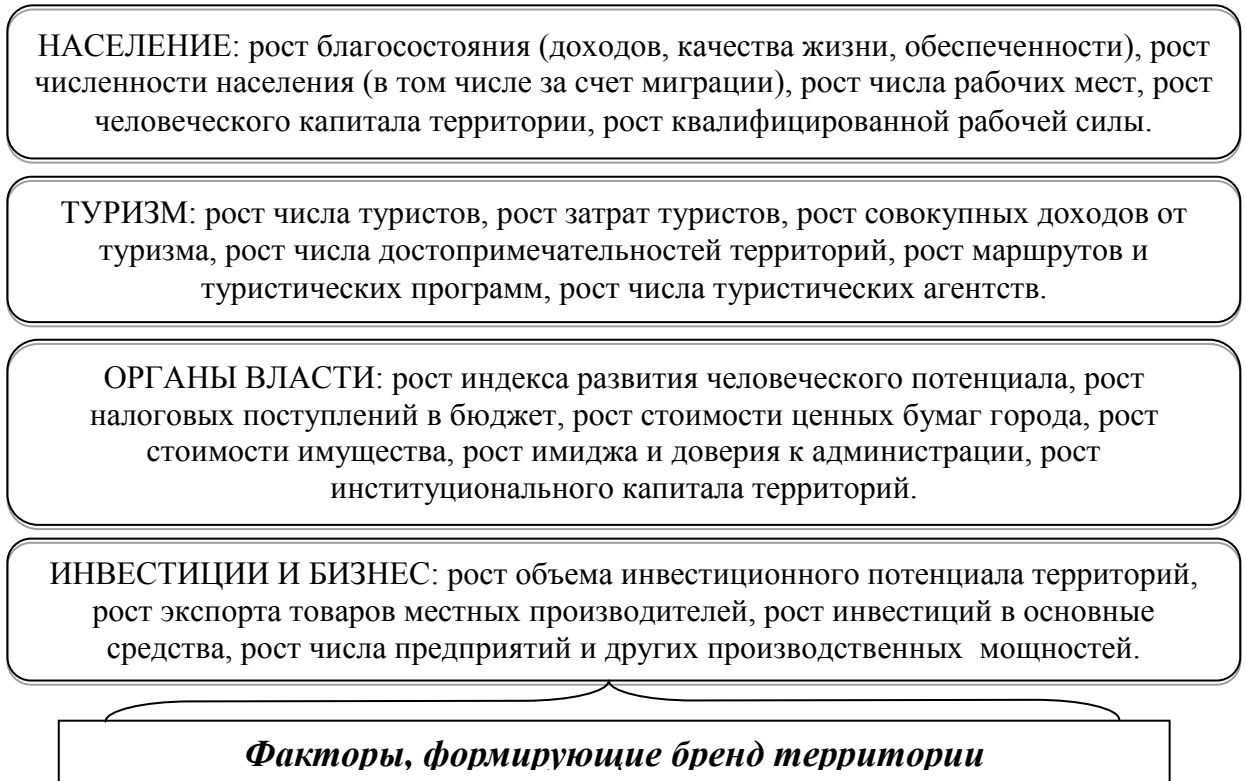 НАСЕЛЕНИЕ: рост благосостояния (доходов, качества жизни, обеспеченности), рост
численности населения (в том числе за счет миграции), рост числа рабочих мест, рост
человеческого капитала территории, рост квалифицированной рабочей силы.
ТУРИЗМ: рост числа туристов, рост затрат туристов, рост совокупных доходов от
туризма, рост числа достопримечательностей территорий, рост маршрутов и
туристических программ, рост числа туристических агентств.
ОРГАНЫ ВЛАСТИ: рост индекса развития человеческого потенциала, рост
налоговых поступлений в бюджет, рост стоимости ценных бумаг города, рост
стоимости имущества, рост имиджа и доверия к администрации, рост
институционального капитала территорий.
ИНВЕСТИЦИИ И БИЗНЕС: рост объема инвестиционного потенциала территорий,
рост экспорта товаров местных производителей, рост инвестиций в основные
средства, рост числа предприятий и других производственных мощностей.
Факторы, формирующие бренд территории